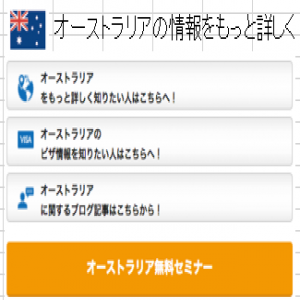 オーストラリアの情報をもっと詳しく
オーストラリア
をもっと詳しく知りたい人はこちらへ!
VISA
オーストラリアの
ビザ情報を知りたい人はこちらへ!
オーストラリア
に関するブログ記事はこちらから!
オーストラリア無料セミナー